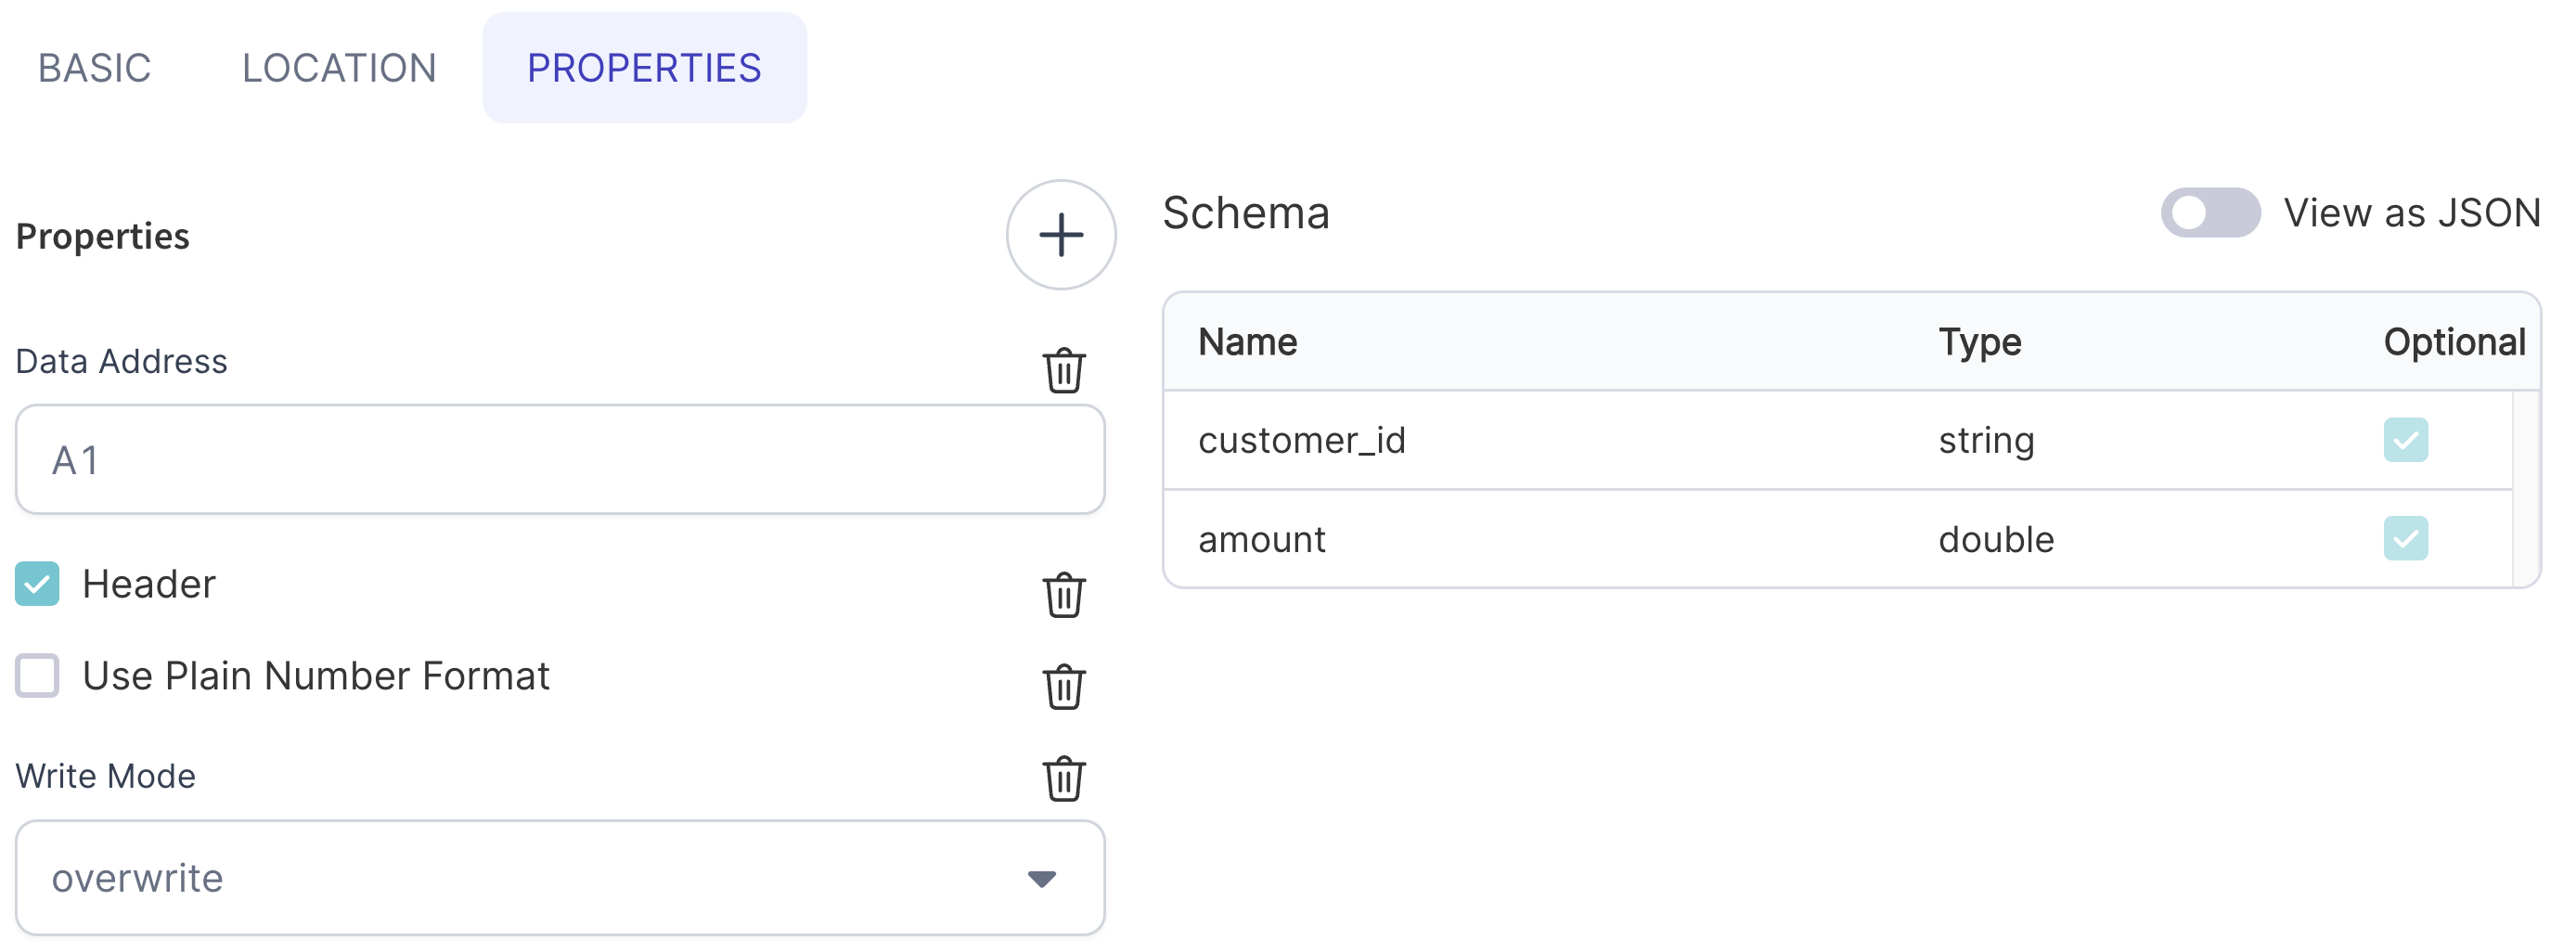 BASIC LOCATION PROPERTIES
Properties
Data Address
A1
Header
Use Plain Number Format
Write Mode
overwrite
Schema View as JSON
Name Type Optional
customer_id string
amount double